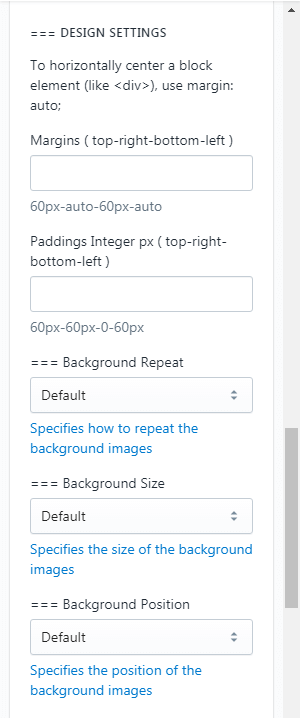 === DESIGN SETTINGS
To horizontally center a block
element (like <div>), use margin:
auto;
Margins ( top-right-bottom-left )
60px-auto-60px-auto
Paddings Integer px ( top-right-
bottom-left )
60px-60px-0-60px
=== Background Repeat
Default
Specifies how to repeat the
background images
=== Background Size
Default
Specifies the size of the background
images
=== Background Position
Default
Specifies the position of the
background images